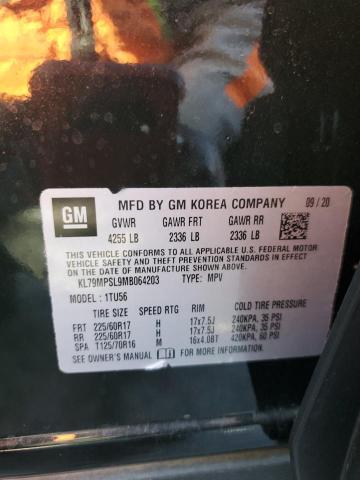 GM
MFD BY GM KOREA COMPANY 09/20
GVWR GAWR FRT GAWR RR
4255 LB 2336 LB 2336 LB
THIS VEHICLE CONFORMS TO ALL APPLICABLE U.S. FEDERAL MOTOR
VEHICLE SAFETY, BUMPER, AND THEFT PREVENTION STANDARDS IN
EFFECT ON THE DATE OF MANUFACTURE SHOWN ABOVE.
KL79MPSL9MB064203 TYPE: MPV
MODEL: 1TU56
TIRE SIZE SPEED RTG RIM COLD TIRE PRESSURE
FRT 225/60R17 H 17x7.5J 240KPA, 35 PSI
RR 225/60R17 H 17x7.5J 240KPA, 35 PSI
SPA T125/70R16 M 16x4.0BT 420KPA, 60 PSI
SEE OWNER'S MANUAL FOR MORE INFORMATION.